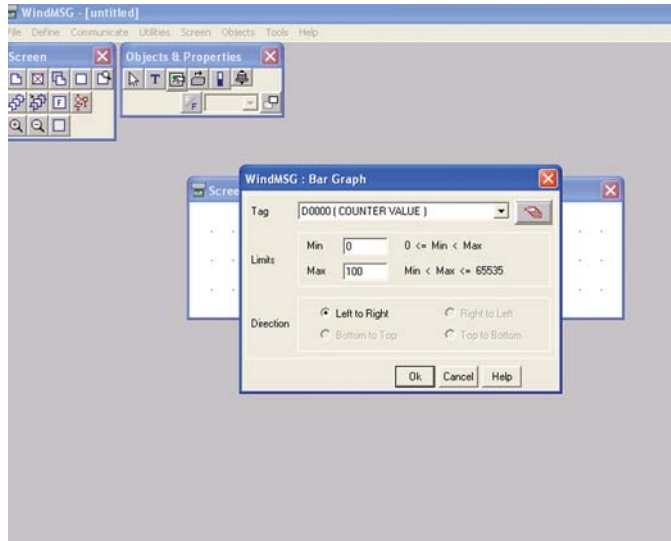 WindMSG - [untitled]
File Define Communicate Utilities Screen Objects Tools Help
Screen
Objects & Properties
T
F
F
Scree
WindMSG : Bar Graph
Tag
D0000 ( COUNTER VALUE )
Limits
Min 0 0 <= Min < Max
Max 100 Min < Max <= 65535
Direction
Left to Right Right to Left
Bottom to Top Top to Bottom
Ok Cancel Help